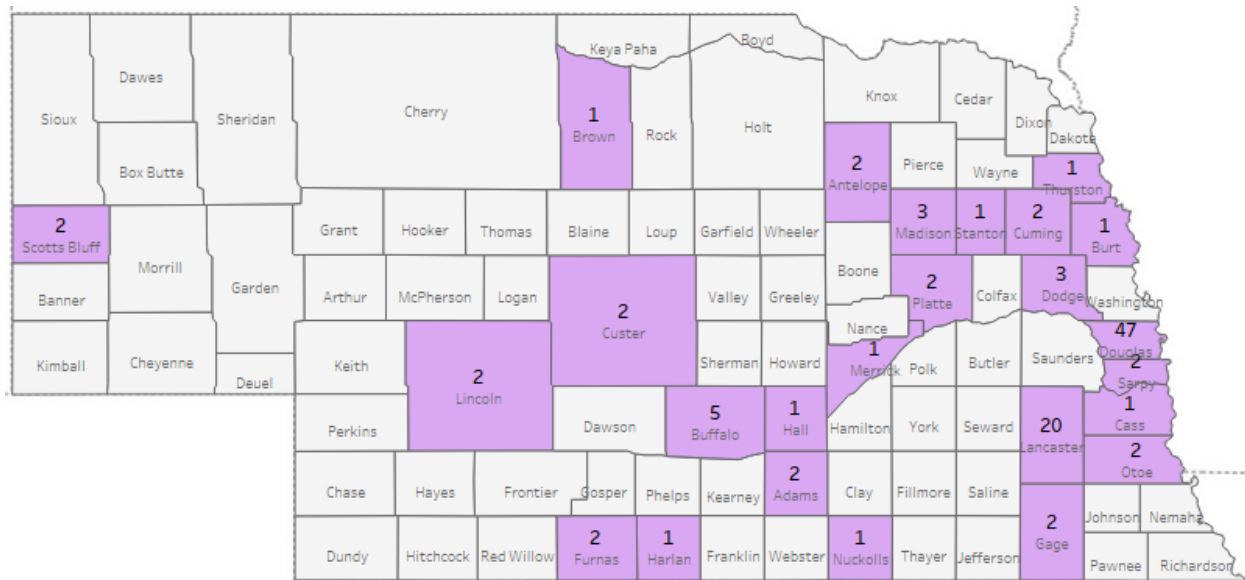 Boyd
Keya Paha
Dawes
Sioux
Sheridan
Cherry
1
Brown
Rock
Holt
Knox
Cedar
Dixon
Dakota
Box Butte
2
Antelope
Pierce
Wayne
1
Thurston
2
Scotts Bluff
Morrill
Grant
Hooker
Thomas
Blaine
Loup
Garfield
Wheeler
3
Madison
1
Stanton
2
Cuming
1
Burt
Boone
Banner
Garden
Arthur
McPherson
Logan
2
Custer
Valley
Greeley
2
Platte
Colfax
3
Dodge
Washington
Nance
Kimball
Cheyenne
Deuel
Keith
2
Lincoln
Sherman
Howard
1
Merrick
Polk
Butler
Saunders
47
Douglas
2
Sarpy
Perkins
Dawson
5
Buffalo
1
Hall
Hamilton
York
Seward
20
Lancaster
1
Cass
2
Otoe
Chase
Hayes
Frontier
Gosper
Phelps
Kearney
2
Adams
Clay
Fillmore
Saline
2
Gage
Johnson
Nemaha
Dundy
Hitchcock
Red Willow
2
Furnas
1
Harlan
Franklin
Webster
1
Nuckolls
Thayer
Jefferson
Pawnee
Richardson